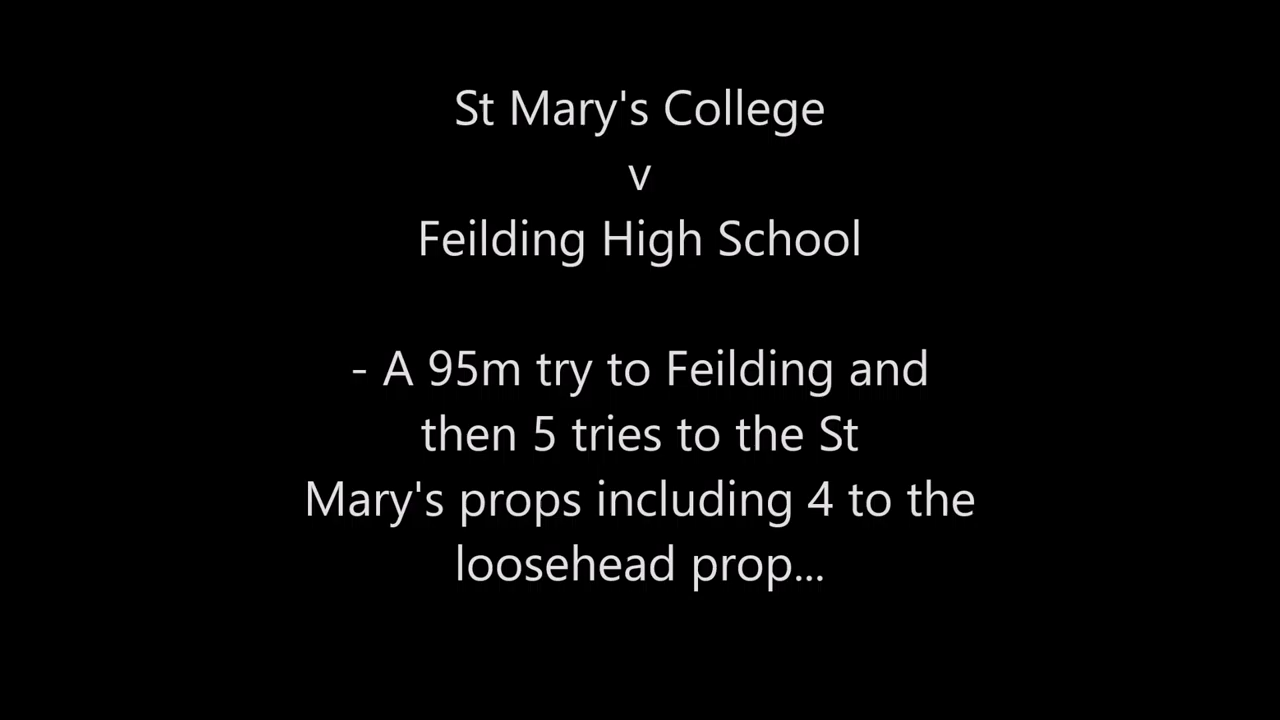 St Mary's College
v
Feilding High School
- A 95m try to Feilding and
then 5 tries to the St
Mary's props including 4 to the
loosehead prop...